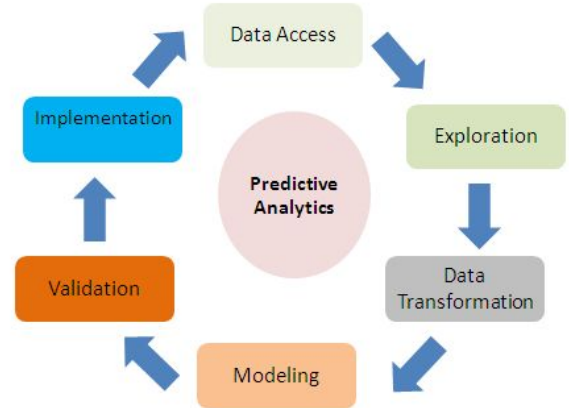 Data Access
Exploration
Data
Transformation
Modeling
Validation
Implementation
Predictive
Analytics